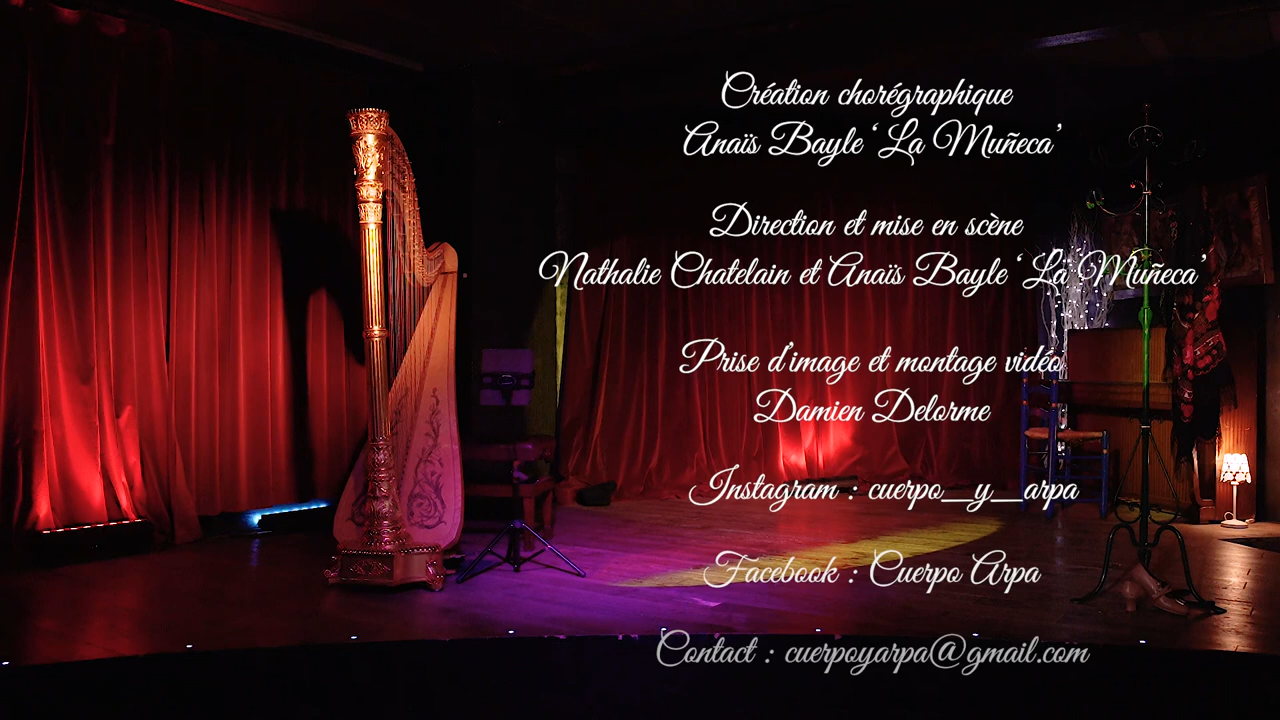 Création chorégraphique
Anaïs Bayle ‘La Muñeca’
Direction et mise en scène
Nathalie Chatelain et Anaïs Bayle ‘La Muñeca’
Prise d'image et montage vidéo
Damien Delorme
Instagram : cuerpo_y_arpa
Facebook : Cuerpo Arpa
Contact : cuerpoyarpa@gmail.com